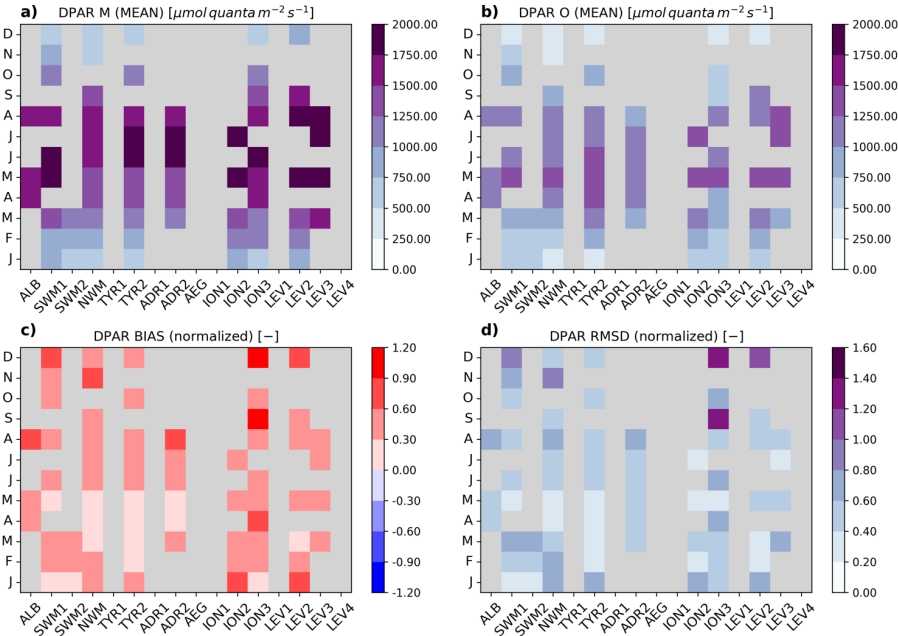 a) DPAR M (MEAN) [μmol quanta m⁻² s⁻¹]
D
N
O
S
A
J
J
M
A
M
F
J
ALB SWM1 SWM2 NWM TYR1 TYR2 ADR1 ADR2 AEG ION1 ION2 ION3 LEV1 LEV2 LEV3 LEV4
2000.00
1750.00
1500.00
1250.00
1000.00
750.00
500.00
250.00
0.00
b) DPAR O (MEAN) [μmol quanta m⁻² s⁻¹]
D
N
O
S
A
J
J
M
A
M
F
J
ALB SWM1 SWM2 NWM TYR1 TYR2 ADR1 ADR2 AEG ION1 ION2 ION3 LEV1 LEV2 LEV3 LEV4
2000.00
1750.00
1500.00
1250.00
1000.00
750.00
500.00
250.00
0.00
c) DPAR BIAS (normalized) [−]
D
N
O
S
A
J
J
M
A
M
F
J
ALB SWM1 SWM2 NWM TYR1 TYR2 ADR1 ADR2 AEG ION1 ION2 ION3 LEV1 LEV2 LEV3 LEV4
1.20
0.90
0.60
0.30
0.00
-0.30
-0.60
-0.90
-1.20
d) DPAR RMSD (normalized) [−]
D
N
O
S
A
J
J
M
A
M
F
J
ALB SWM1 SWM2 NWM TYR1 TYR2 ADR1 ADR2 AEG ION1 ION2 ION3 LEV1 LEV2 LEV3 LEV4
1.60
1.40
1.20
1.00
0.80
0.60
0.40
0.20
0.00